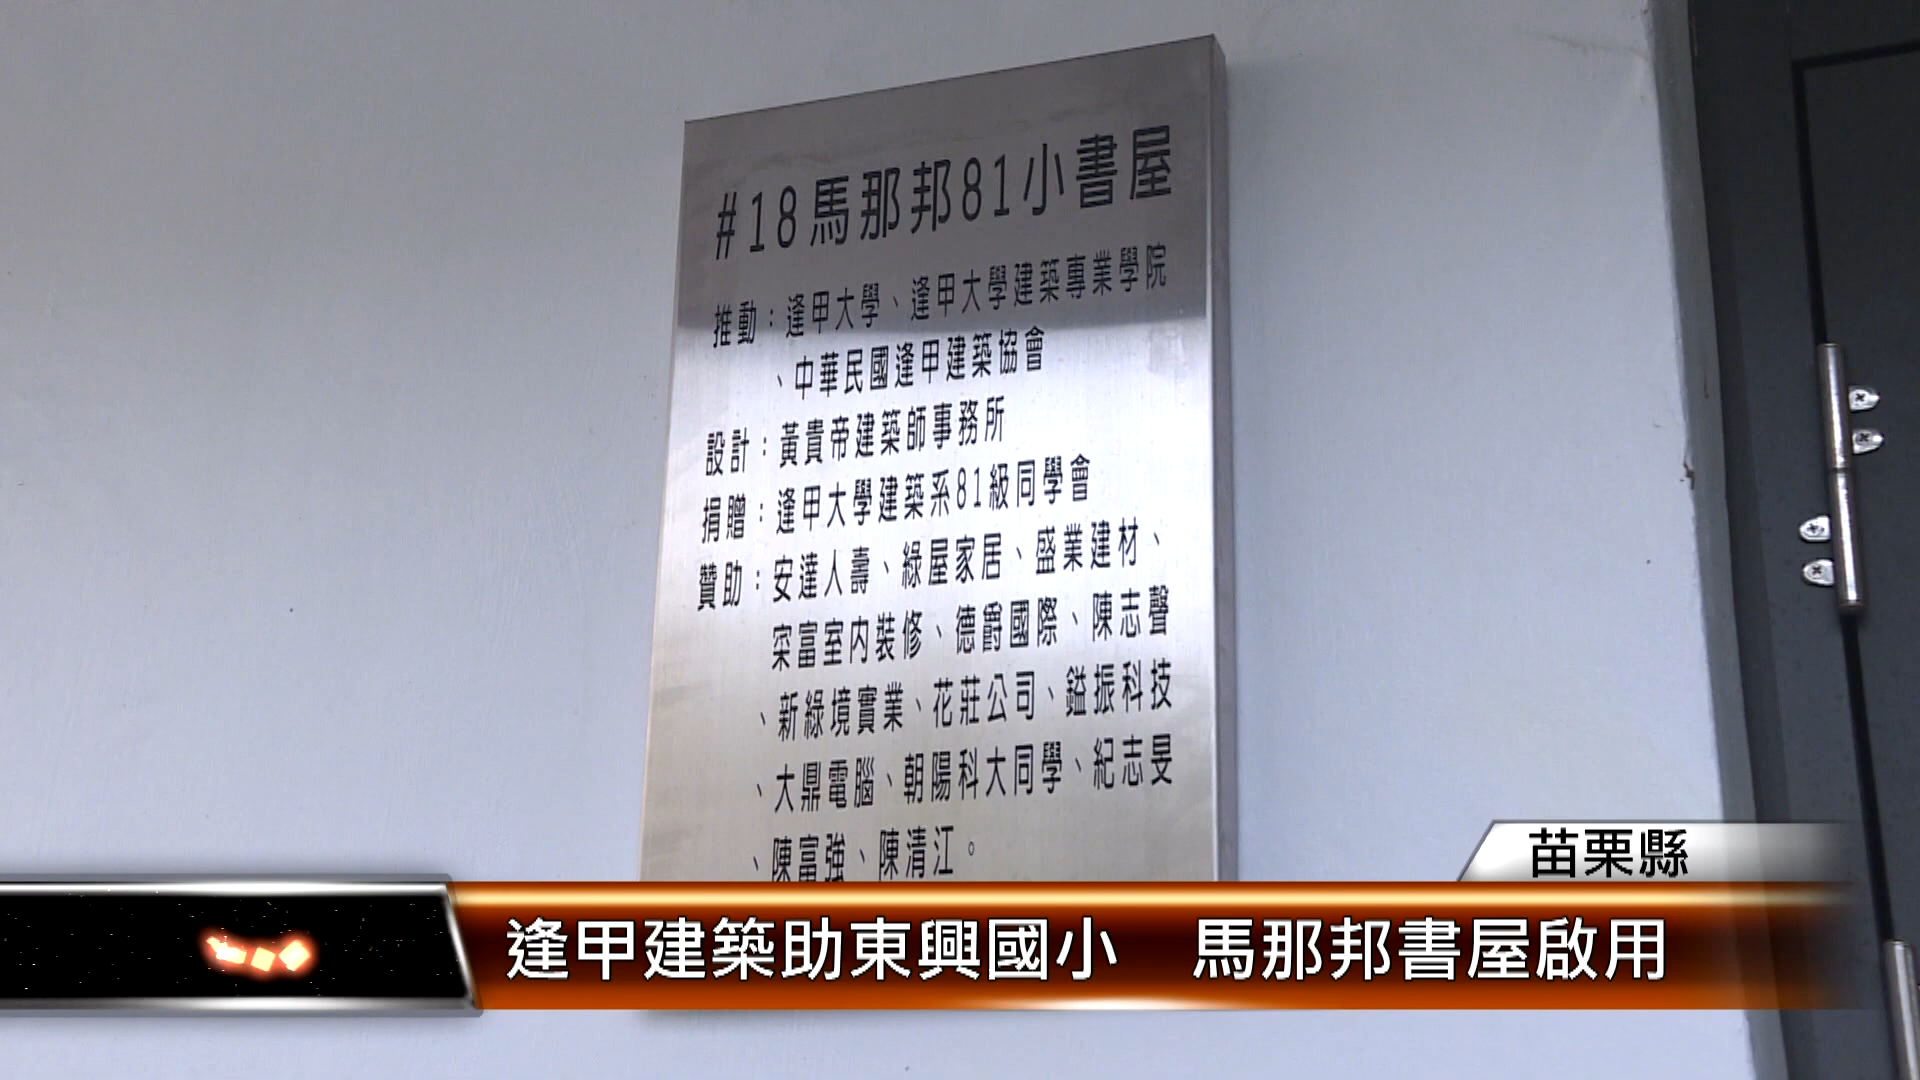 #18馬那邦81小書屋
推動：逢甲大學、逢甲大學建築專業學院
、中華民國逢甲建築協會
設計：黃貴帝建築師事務所
捐贈：逢甲大學建築系81級同學會
贊助：安達人壽、綠屋家居、盛業建材、
寀富室內裝修、德爵國際、陳志聲
、新綠境實業、花莊公司、鎰振科技
、大鼎電腦、朝陽科大同學、紀志旻
、陳富強、陳清江。
苗栗縣
逢甲建築助東興國小　馬那邦書屋啟用